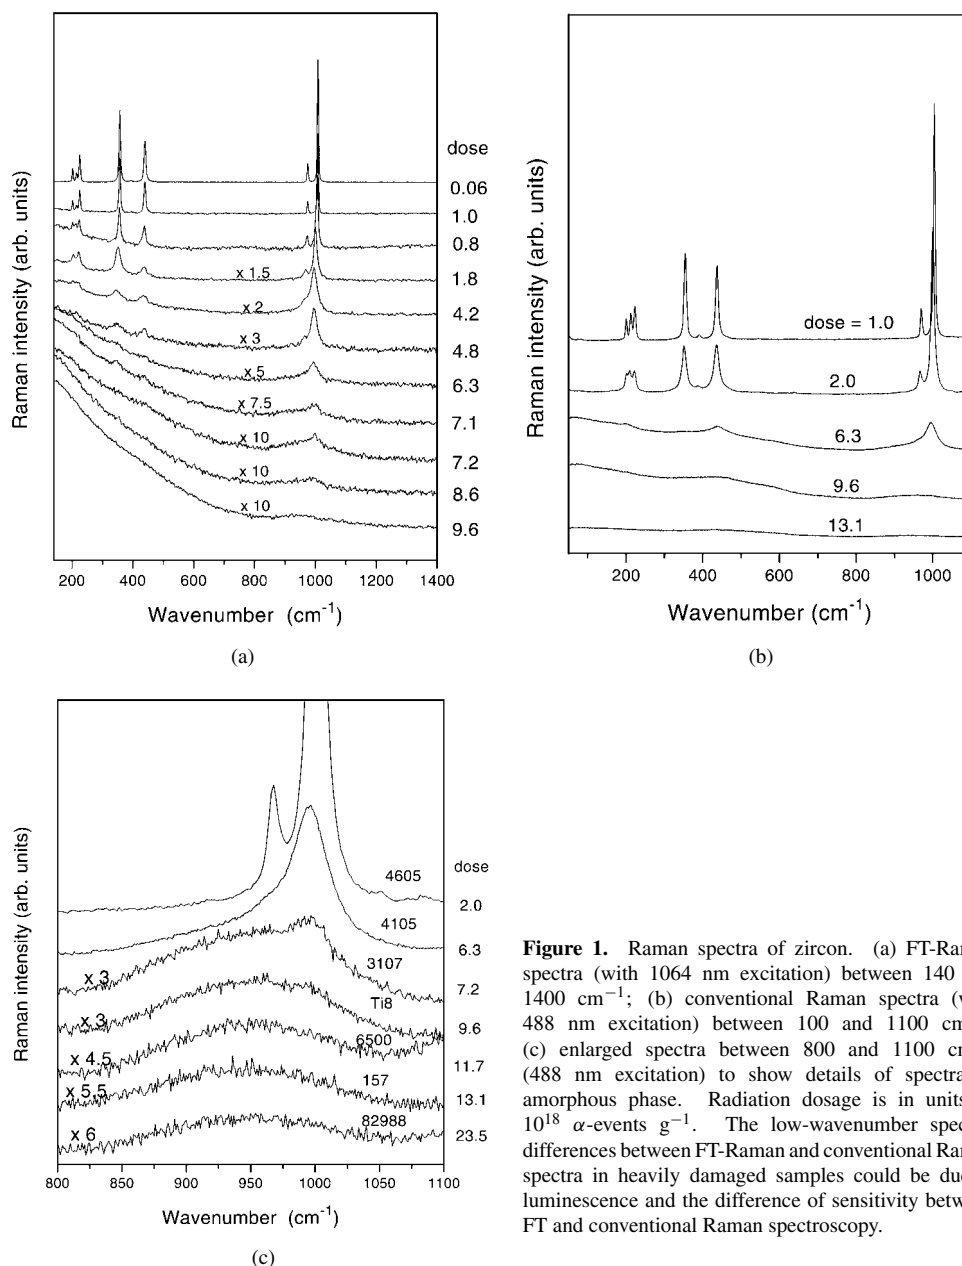 Raman intensity (arb. units)
dose
0.06
1.0
0.8
x 1.5
1.8
x 2
4.2
x 3
4.8
x 5
6.3
x 7.5
7.1
x 10
7.2
x 10
8.6
x 10
9.6
200 400 600 800 1000 1200 1400
Wavenumber (cm-1)
(a)
Raman intensity (arb. units)
dose = 1.0
2.0
6.3
9.6
13.1
200 400 600 800 1000
Wavenumber (cm-1)
(b)
Raman intensity (arb. units)
dose
4605
2.0
4105
6.3
3107
x 3
7.2
Ti8
x 3
9.6
6500
x 4.5
11.7
157
x 5.5
13.1
82988
x 6
23.5
800 850 900 950 1000 1050 1100
Wavenumber (cm-1)
(c)
Figure 1. Raman spectra of zircon. (a) FT-Ram
spectra (with 1064 nm excitation) between 140
1400 cm−1; (b) conventional Raman spectra (w
488 nm excitation) between 100 and 1100 cm
(c) enlarged spectra between 800 and 1100 cm
(488 nm excitation) to show details of spectra
amorphous phase. Radiation dosage is in units
10^18 α-events g−1. The low-wavenumber spec
differences between FT-Raman and conventional Ram
spectra in heavily damaged samples could be due
luminescence and the difference of sensitivity betwe
FT and conventional Raman spectroscopy.